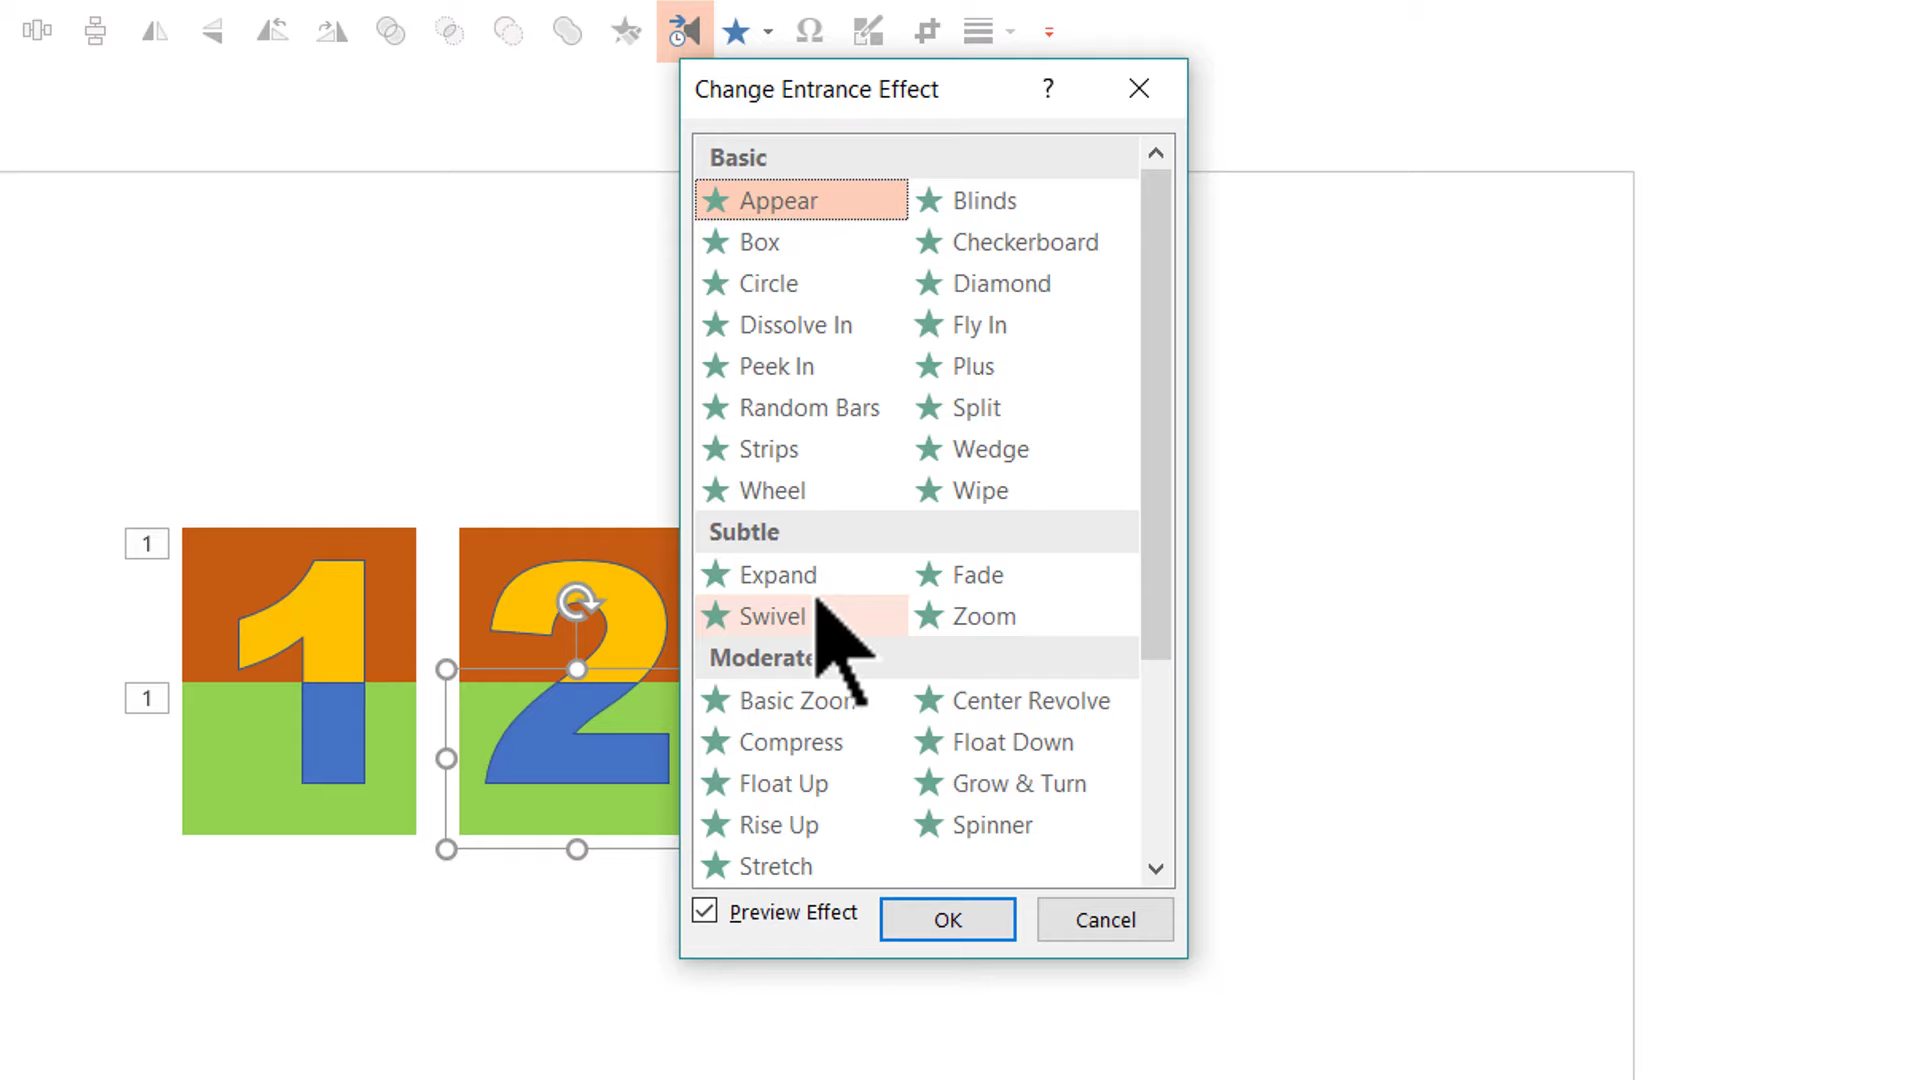 Change Entrance Effect ?
Basic
Appear Blinds
Box Checkerboard
Circle Diamond
Dissolve In Fly In
Peek In Plus
Random Bars Split
Strips Wedge
Wheel Wipe
Subtle
Expand Fade
Swivel Zoom
Moderate
Basic Zoom Center Revolve
Compress Float Down
Float Up Grow & Turn
Rise Up Spinner
Stretch
Preview Effect OK Cancel
1
1
1 2